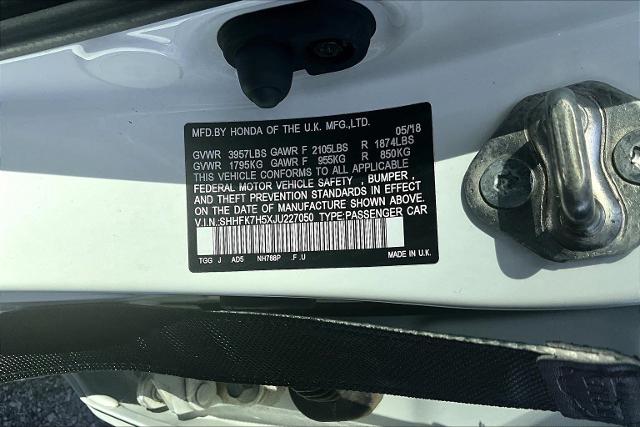 MFD.BY HONDA OF THE U.K. MFG.,LTD. 05/18
GVWR 3957LBS GAWR F 2105LBS R 1874LBS
GVWR 1795KG GAWR F 955KG R 850KG
THIS VEHICLE CONFORMS TO ALL APPLICABLE
FEDERAL MOTOR VEHICLE SAFETY , BUMPER ,
AND THEFT PREVENTION STANDARDS IN EFFECT
ON THE DATE OF MANUFACTURE SHOWN ABOVE.
V.I.N.:SHHFK7H5XJU227050 TYPE:PASSENGER CAR
TGG J AD5 NH788P .F .U MADE IN U.K.